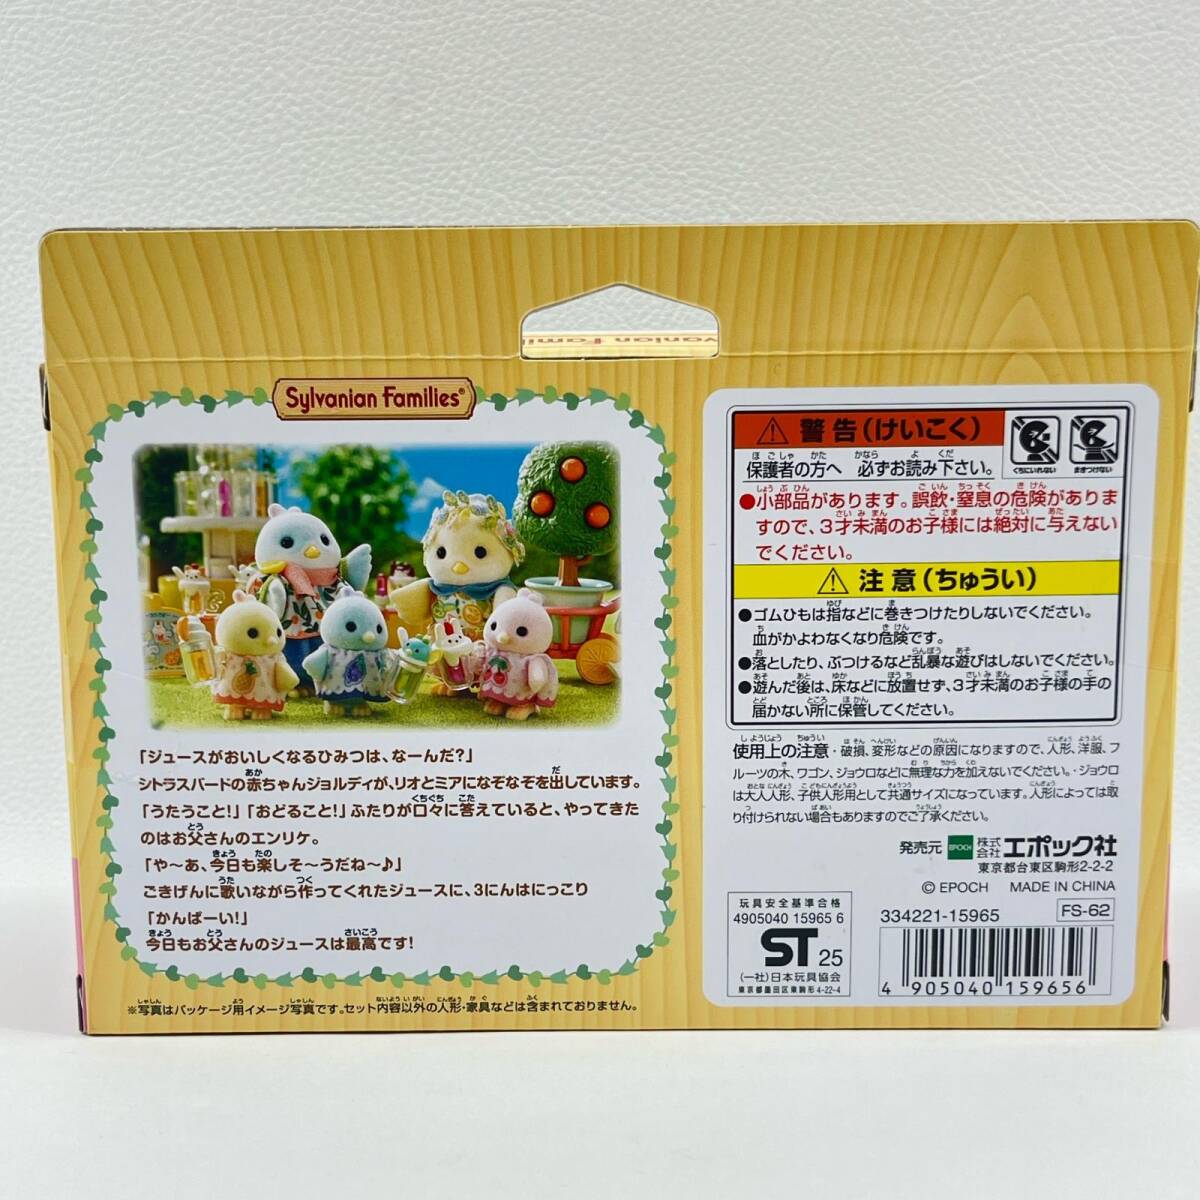 vanian Famil
Sylvanian Families®
「ジュースがおいしくなるひみつは、なーんだ?」
シトラスバードの赤ちゃんジョルディが、リオとミアになぞなぞを出しています。
「うたうこと!」「おどること!」ふたりが口々に答えていると、やってきた
のはお父さんのエンリケ。
「や〜あ、今日も楽しそ〜うだね〜♪」
ごきげんに歌いながら作ってくれたジュースに、3にんはにっこり
「かんぱーい!」
今日もお父さんのジュースは最高です!
※写真はパッケージ用イメージ写真です。セット内容以外の人形・家具などは含まれておりません。
警告(けいこく)
保護者の方へ 必ずお読み下さい。
くちにいれない
まきつけない
●小部品があります。誤飲・窒息の危険がありま
すので、3才未満のお子様には絶対に与えない
でください。
注意(ちゅうい)
●ゴムひもは指などに巻きつけたりしないでください。
血がかよわなくなり危険です。
●落としたり、ぶつけるなど乱暴な遊びはしないでください。
●遊んだ後は、床などに放置せず、3才未満のお子様の手の
届かない所に保管してください。
使用上の注意・破損、変形などの原因になりますので、人形、洋服、フ
ルーツの木、ワゴン、ジョウロなどに無理な力を加えないでください。・ジョウロ
は大人人形、子供人形用として共通サイズになっています。人形によっては取
り付けられない場合もありますのでご了承ください。
発売元 EPOCH 株式会社 エポック社
東京都台東区駒形2-2-2
© EPOCH MADE IN CHINA
玩具安全基準合格
4905040 15965 6
ST 25
(一社)日本玩具協会
東京都墨田区東駒形4-22-4
334221-15965 FS-62
4 905040 159656